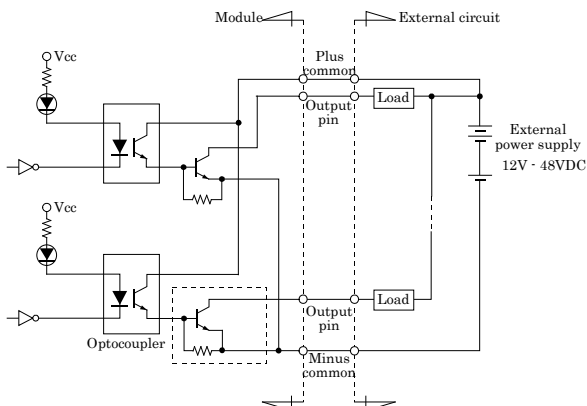 Module
External circuit
Vcc
Plus
common
Output
pin
Load
External
power supply
12V - 48VDC
Vcc
Load
Output
pin
Optocoupler
Minus
common